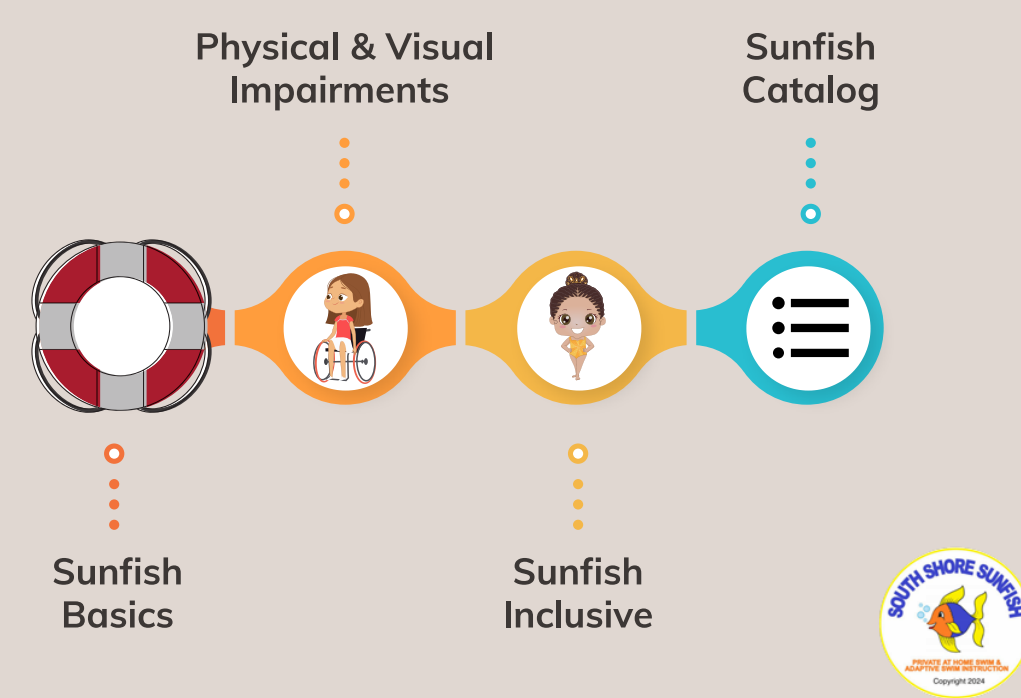 Physical & Visual
Impairments
Sunfish
Catalog
Sunfish
Basics
Sunfish
Inclusive
SOUTH SHORE SUNFISH
PRIVATE AT HOME SWIM &
ADAPTIVE SWIM INSTRUCTION
Copyright 2024